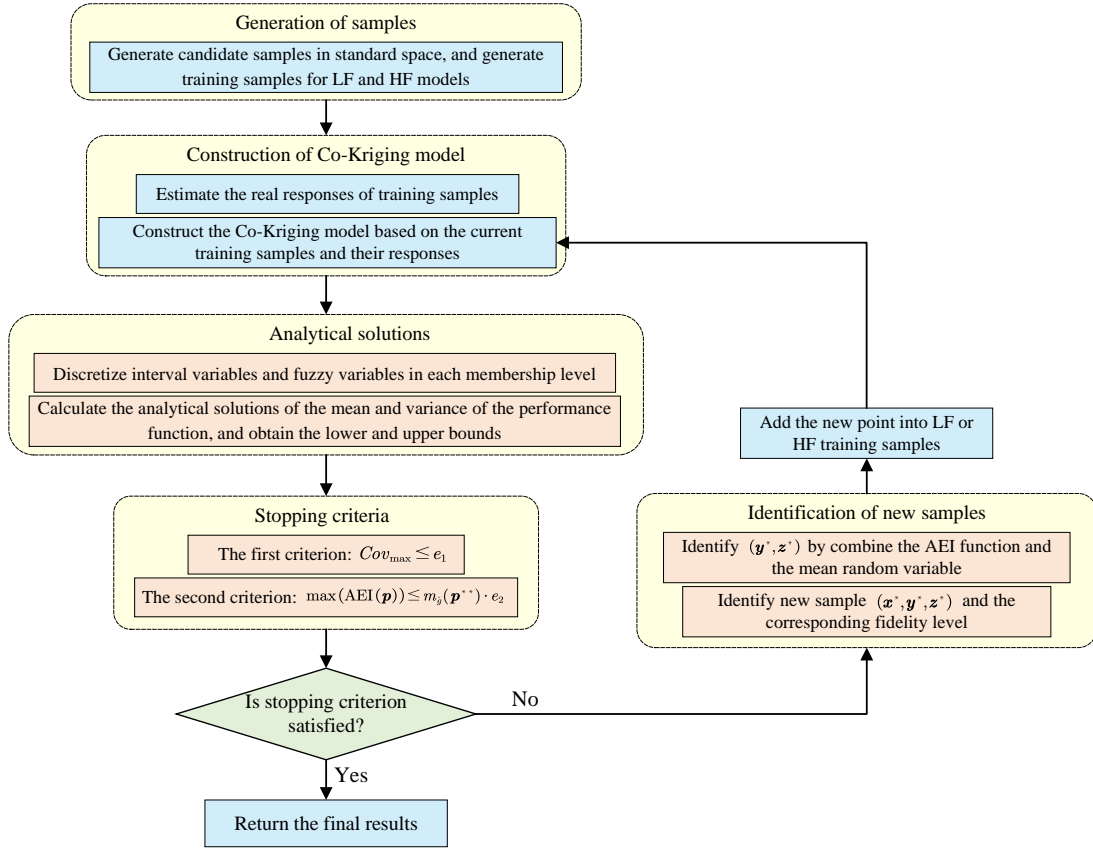 Generation of samples
Generate candidate samples in standard space, and generate
training samples for LF and HF models
Construction of Co-Kriging model
Estimate the real responses of training samples
Construct the Co-Kriging model based on the current
training samples and their responses
Analytical solutions
Discretize interval variables and fuzzy variables in each membership level
Calculate the analytical solutions of the mean and variance of the performance
function, and obtain the lower and upper bounds
Stopping criteria
The first criterion: Cov_max ≤ e_1
The second criterion: max(AEI(p)) ≤ m_ĝ(p**)·e_2
Is stopping criterion
satisfied?
No
Yes
Return the final results
Identification of new samples
Identify (y*,z*) by combine the AEI function and
the mean random variable
Identify new sample (x*,y*,z*) and the
corresponding fidelity level
Add the new point into LF or
HF training samples